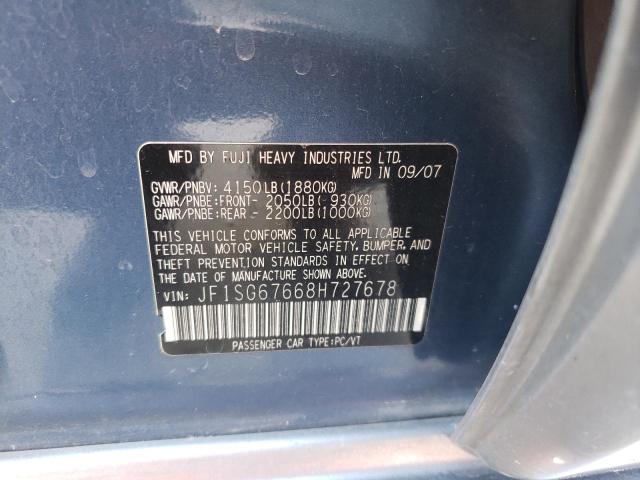 MFD BY FUJI HEAVY INDUSTRIES LTD.
MFD IN 09/07
GVWR/PNBV: 4150LB(1880KG)
GAWR/PNBE:FRONT- 2050LB(- 930KG)
GAWR/PNBE:REAR - 2200LB(1000KG)
THIS VEHICLE CONFORMS TO ALL APPLICABLE
FEDERAL MOTOR VEHICLE SAFETY, BUMPER, AND
THEFT PREVENTION STANDARDS IN EFFECT ON
THE DATE OF MANUFACTURE SHOWN ABOVE.
VIN: JF1SG67668H727678
PASSENGER CAR TYPE:PC/VT